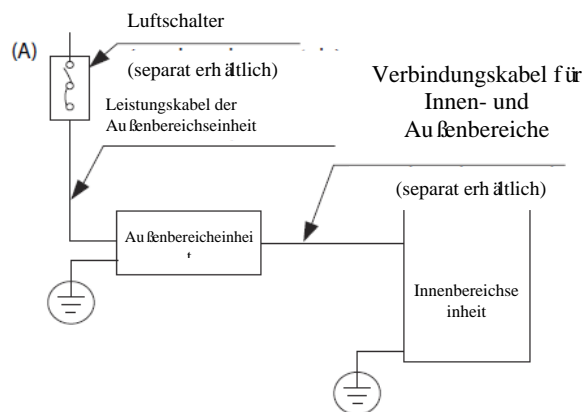 (A)
Luftschalter
(separat erhältlich)
Leistungskabel der
Außenbereichseinheit
Verbindungskabel für
Innen- und
Außenbereiche
(separat erhältlich)
Außenbereicheinhei
t
Innenbereichse
inheit